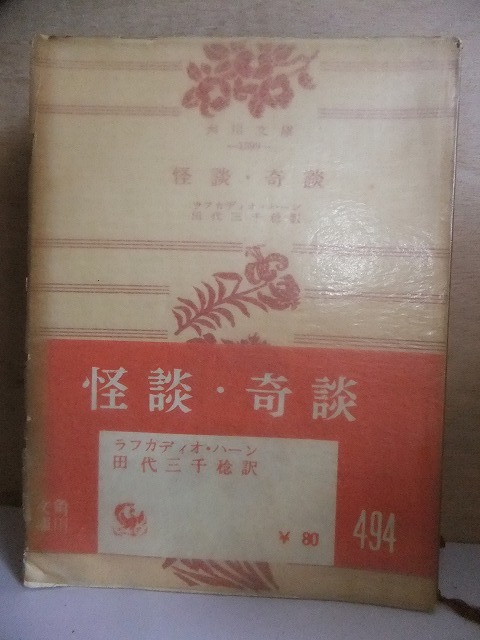 角川文庫
怪談・奇談
ラフカディオ・ハーン
田代三千稔訳
怪談・奇談
ラフカディオ・ハーン
田代三千稔訳
¥ 80
494
角川
文庫